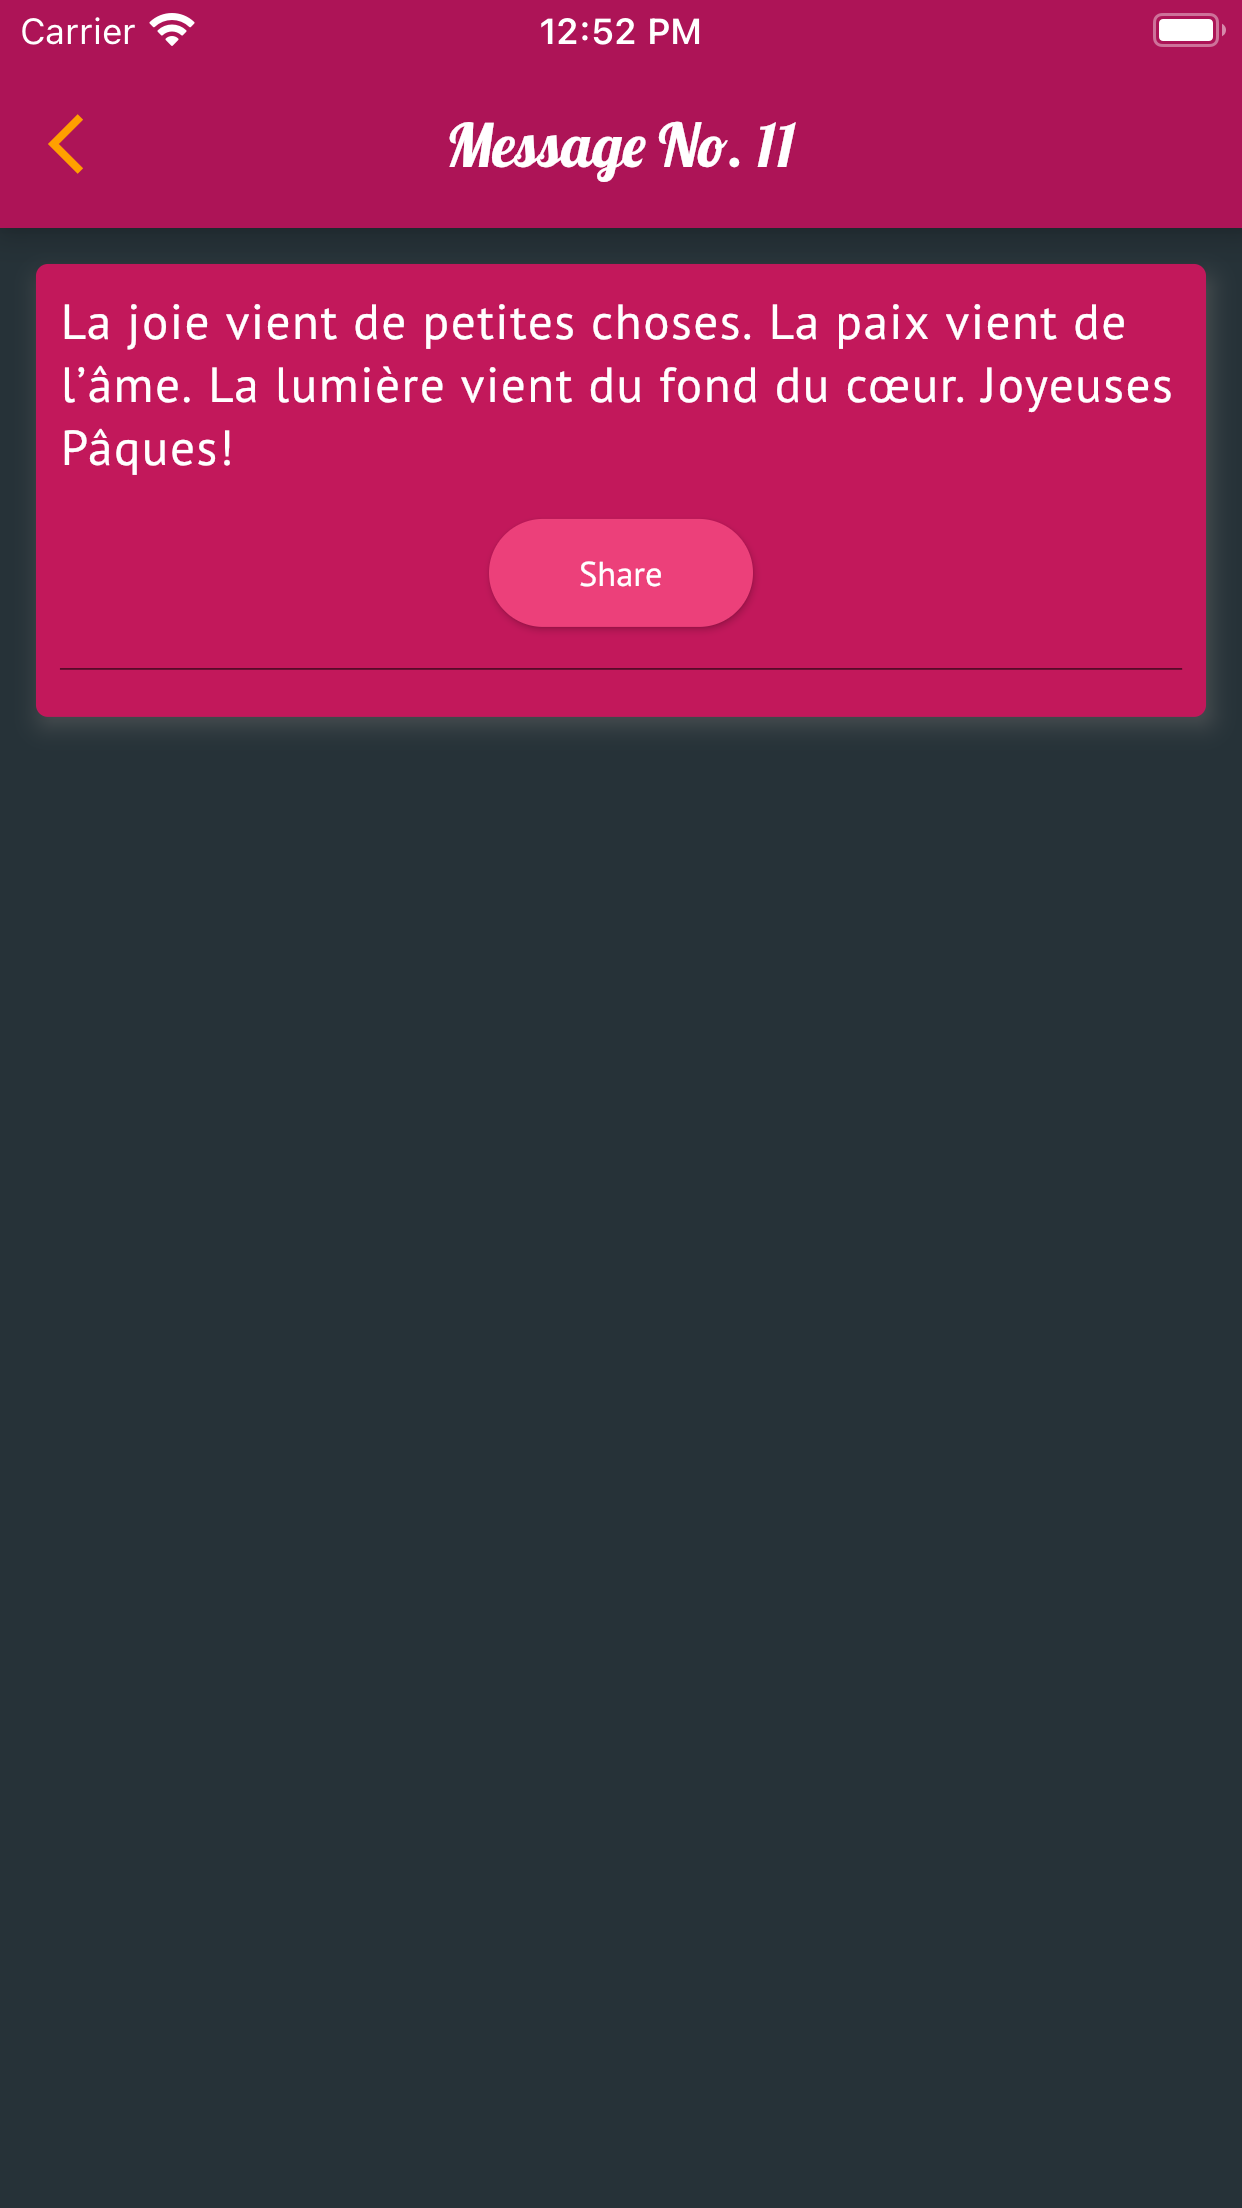 Carrier 12:52 PM
Message No. 11
La joie vient de petites choses. La paix vient de
l’âme. La lumière vient du fond du cœur. Joyeuses
Pâques!
Share